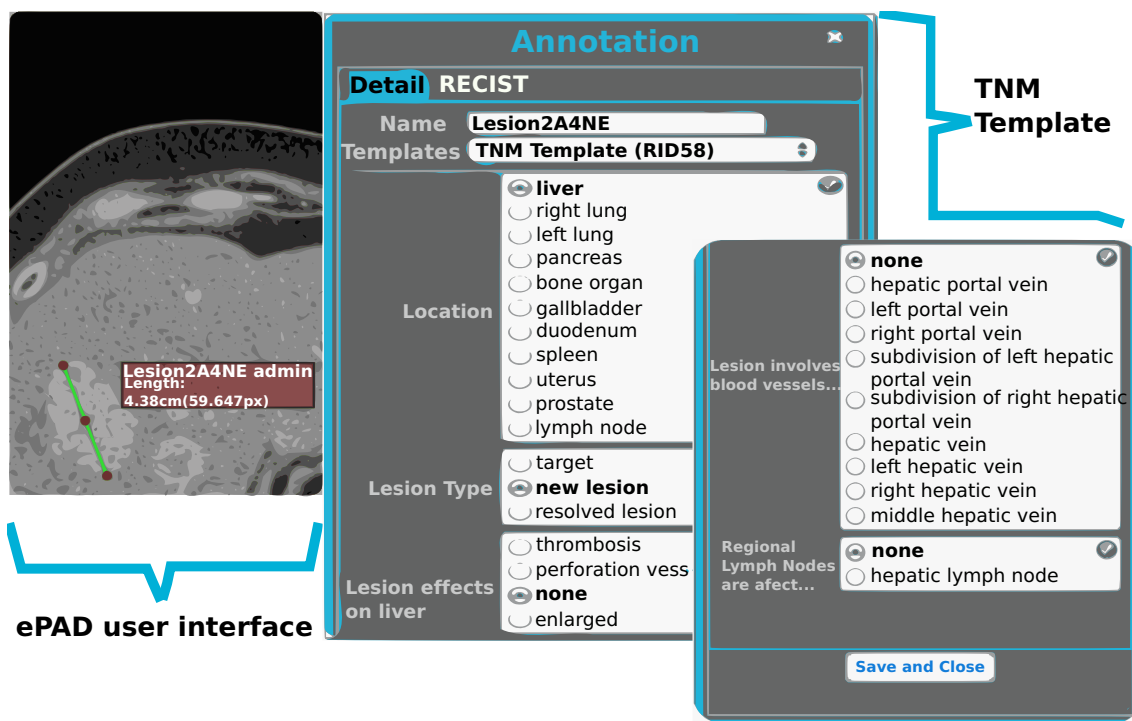 Annotation
Detail RECIST
Name Lesion2A4NE
Templates TNM Template (RID58)
Location
liver
right lung
left lung
pancreas
bone organ
gallbladder
duodenum
spleen
uterus
prostate
lymph node
Lesion Type
target
new lesion
resolved lesion
Lesion effects
on liver
thrombosis
perforation vess
none
enlarged
Lesion involves
blood vessels...
none
hepatic portal vein
left portal vein
right portal vein
subdivision of left hepatic
portal vein
subdivision of right hepatic
portal vein
hepatic vein
left hepatic vein
right hepatic vein
middle hepatic vein
Regional
Lymph Nodes
are afect...
none
hepatic lymph node
Save and Close
TNM
Template
Lesion2A4NE admin
Length:
4.38cm(59.647px)
ePAD user interface